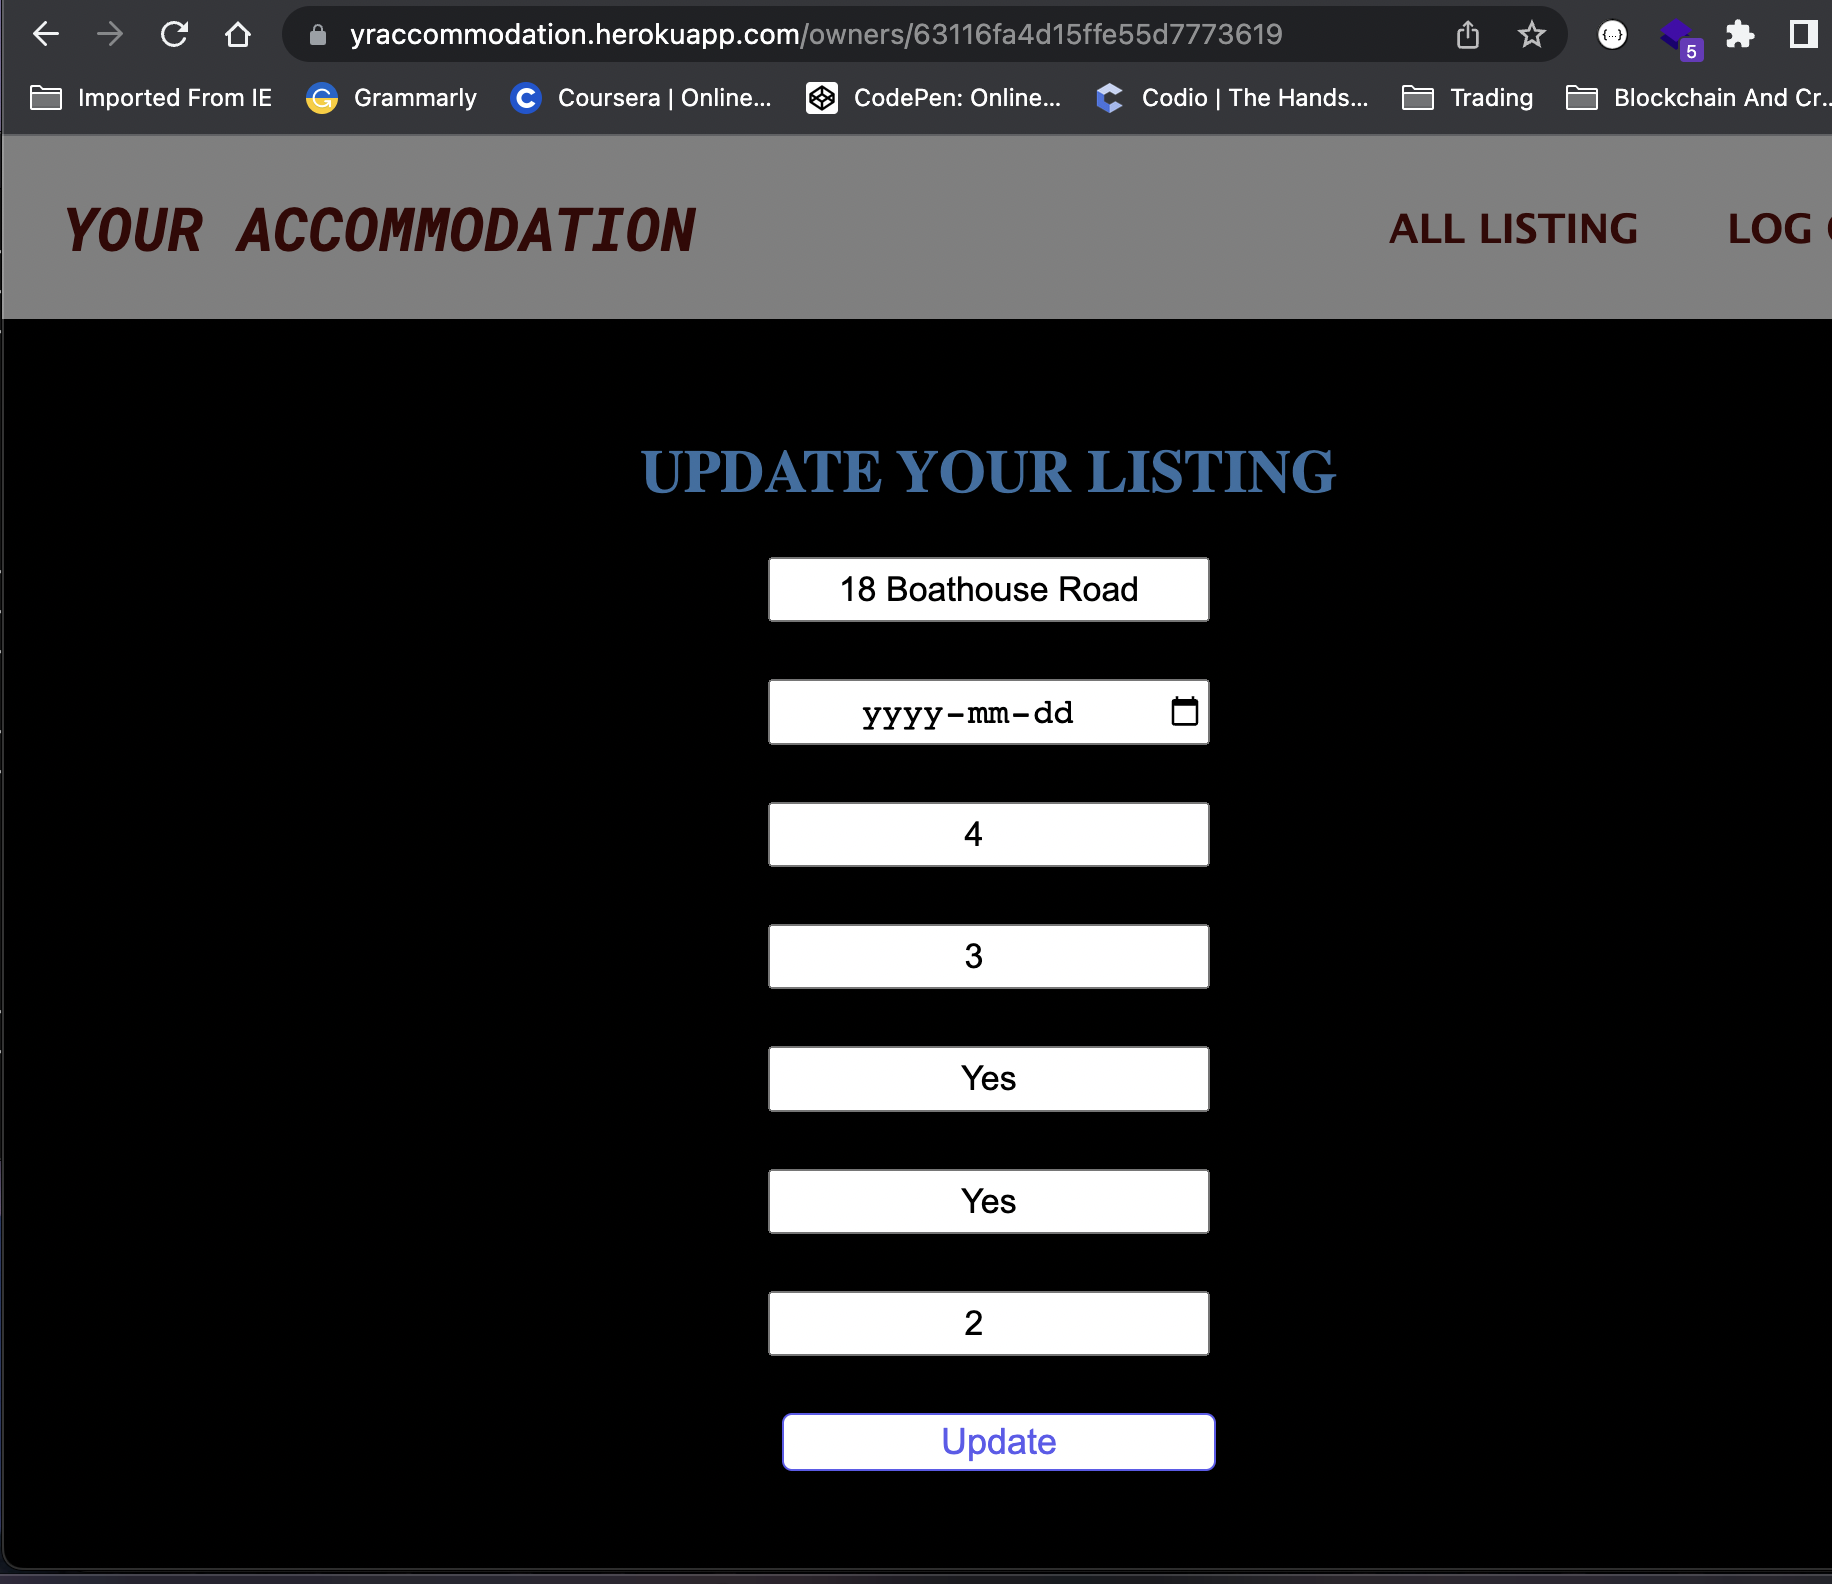 yraccommodation.herokuapp.com/owners/63116fa4d15ffe55d7773619
5
Imported From IE Grammarly Coursera | Online... CodePen: Online... Codio | The Hands... Trading Blockchain And Cr...
YOUR ACCOMMODATION ALL LISTING LOG
UPDATE YOUR LISTING
18 Boathouse Road
yyyy-mm-dd
4
3
Yes
Yes
2
Update